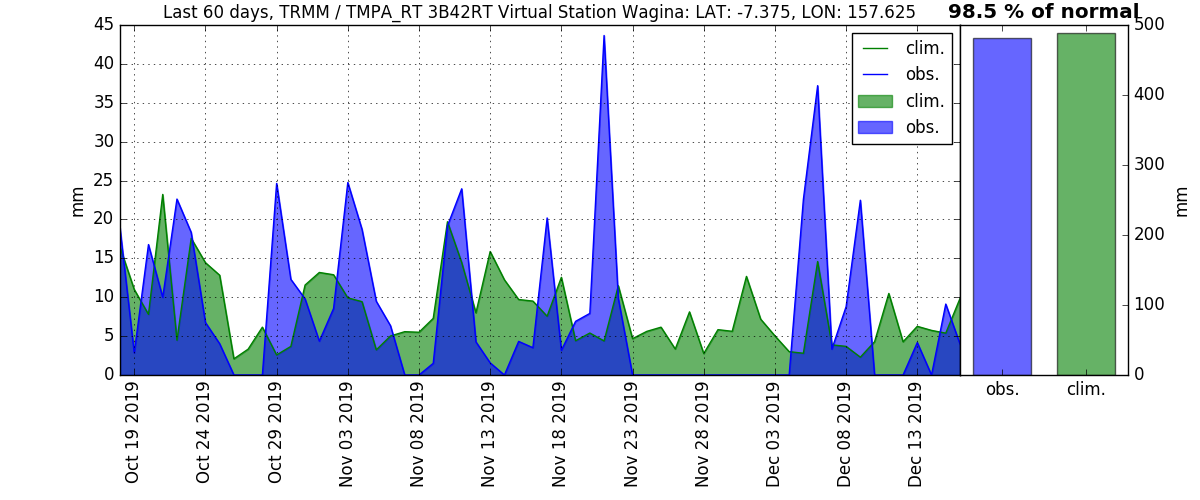 Last 60 days, TRMM / TMPA_RT 3B42RT Virtual Station Wagina: LAT: -7.375, LON: 157.625
98.5 % of normal
45
40
35
30
25
20
15
10
5
0
mm
clim.
obs.
clim.
obs.
500
400
300
200
100
0
mm
obs.
clim.
Oct 19 2019
Oct 24 2019
Oct 29 2019
Nov 03 2019
Nov 08 2019
Nov 13 2019
Nov 18 2019
Nov 23 2019
Nov 28 2019
Dec 03 2019
Dec 08 2019
Dec 13 2019